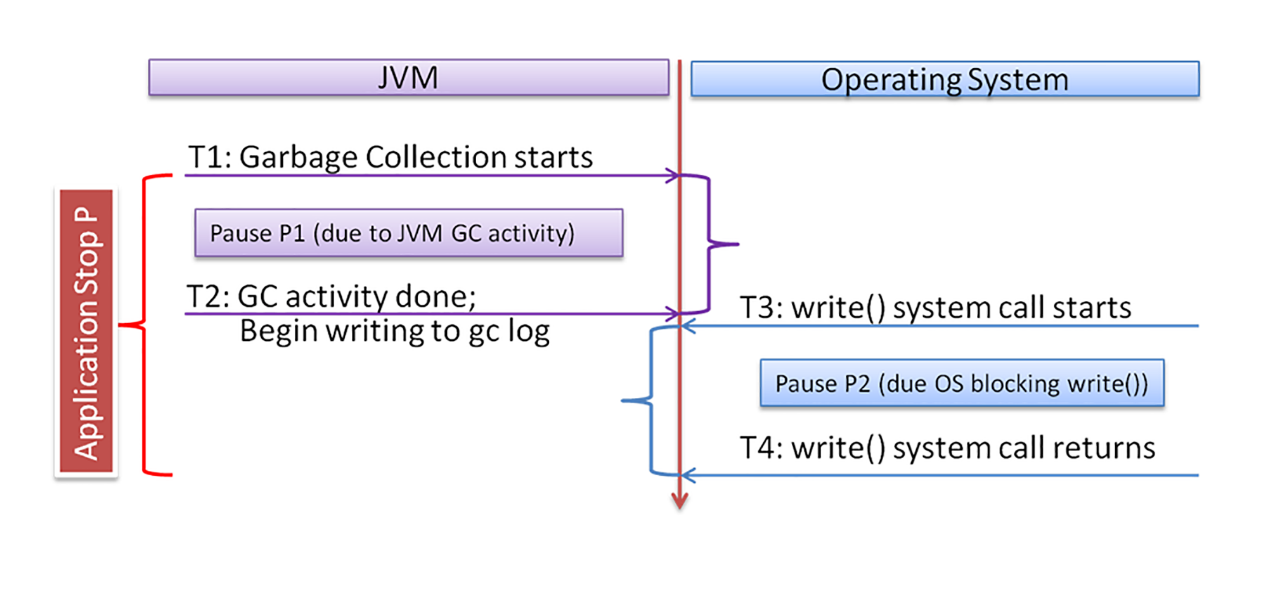 JVM
Operating System
T1: Garbage Collection starts
Application Stop P
Pause P1 (due to JVM GC activity)
T2: GC activity done;
Begin writing to gc log
T3: write() system call starts
Pause P2 (due OS blocking write())
T4: write() system call returns